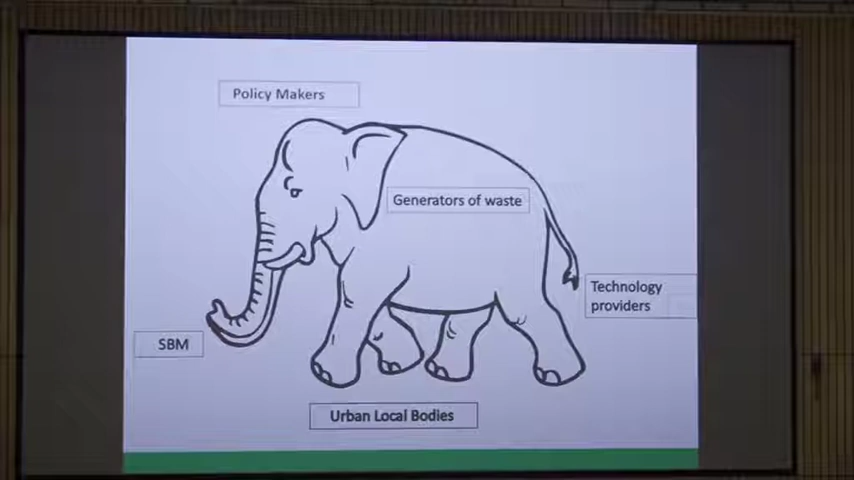 Policy Makers
Generators of waste
Technology
providers
SBM
Urban Local Bodies